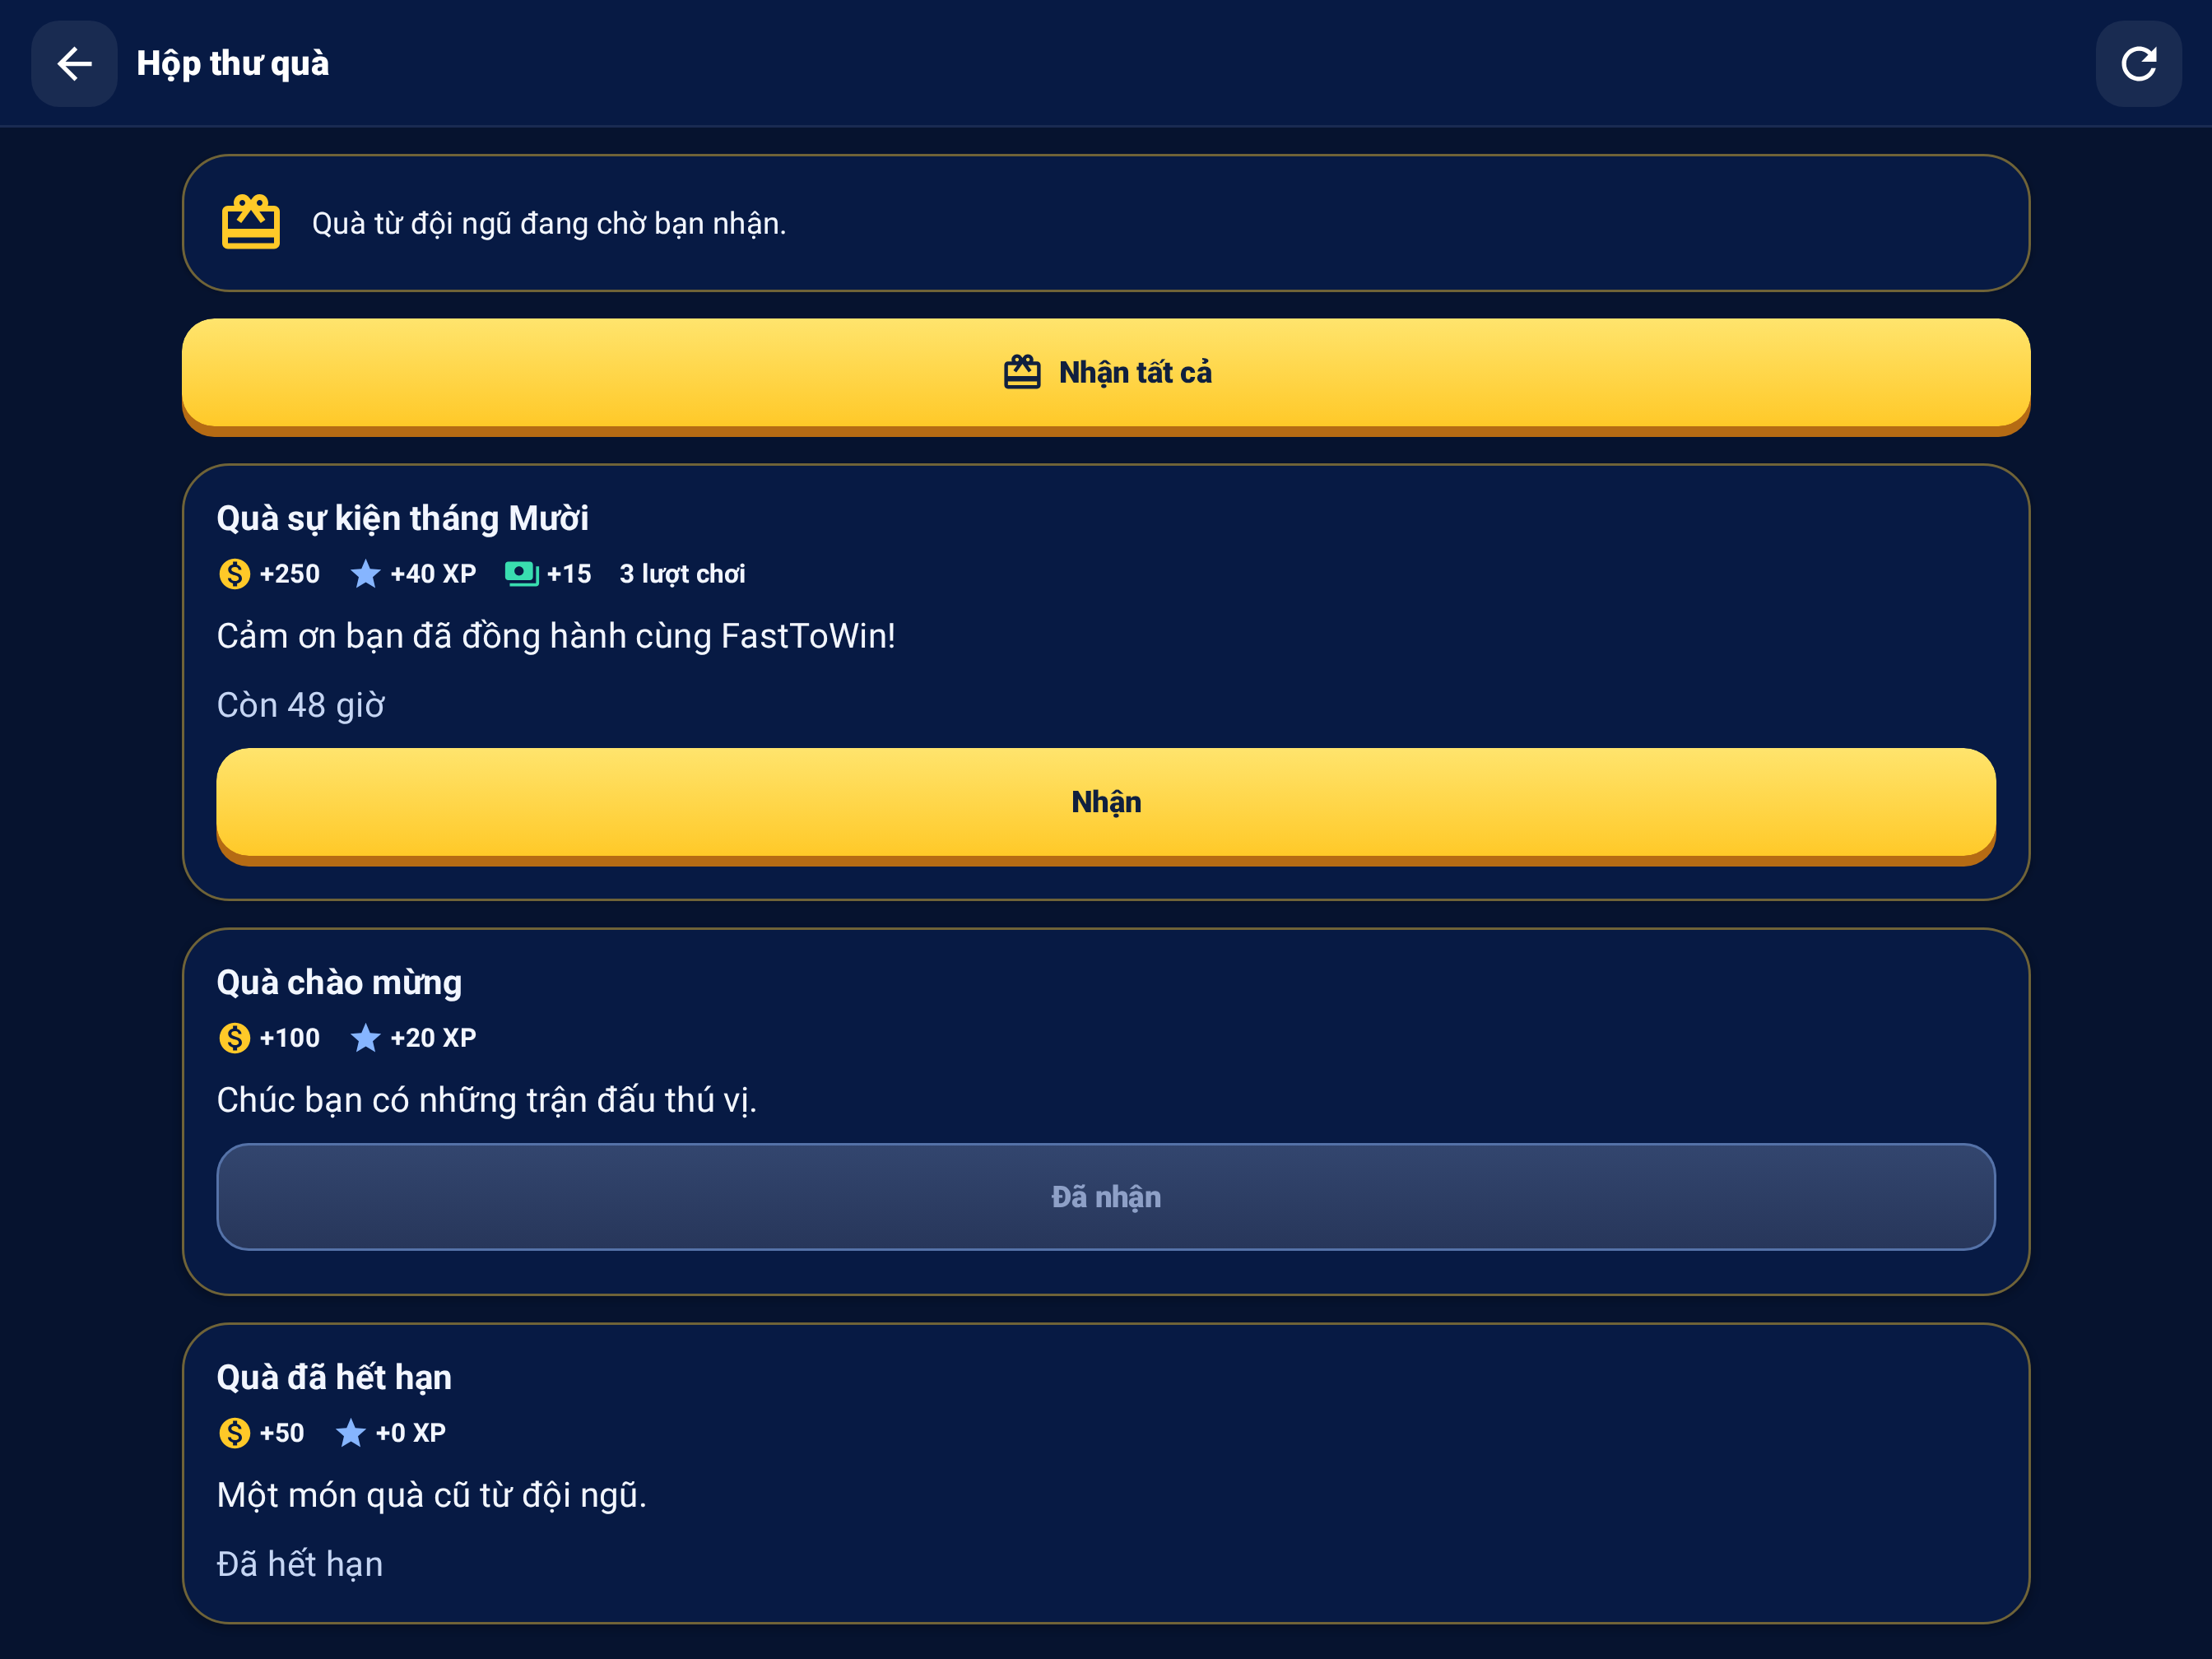 Hộp thư quà
Quà từ đội ngũ đang chờ bạn nhận.
Nhận tất cả
Quà sự kiện tháng Mười
+250 +40 XP +15 3 lượt chơi
Cảm ơn bạn đã đồng hành cùng FastToWin!
Còn 48 giờ
Nhận
Quà chào mừng
+100 +20 XP
Chúc bạn có những trận đấu thú vị.
Đã nhận
Quà đã hết hạn
+50 +0 XP
Một món quà cũ từ đội ngũ.
Đã hết hạn